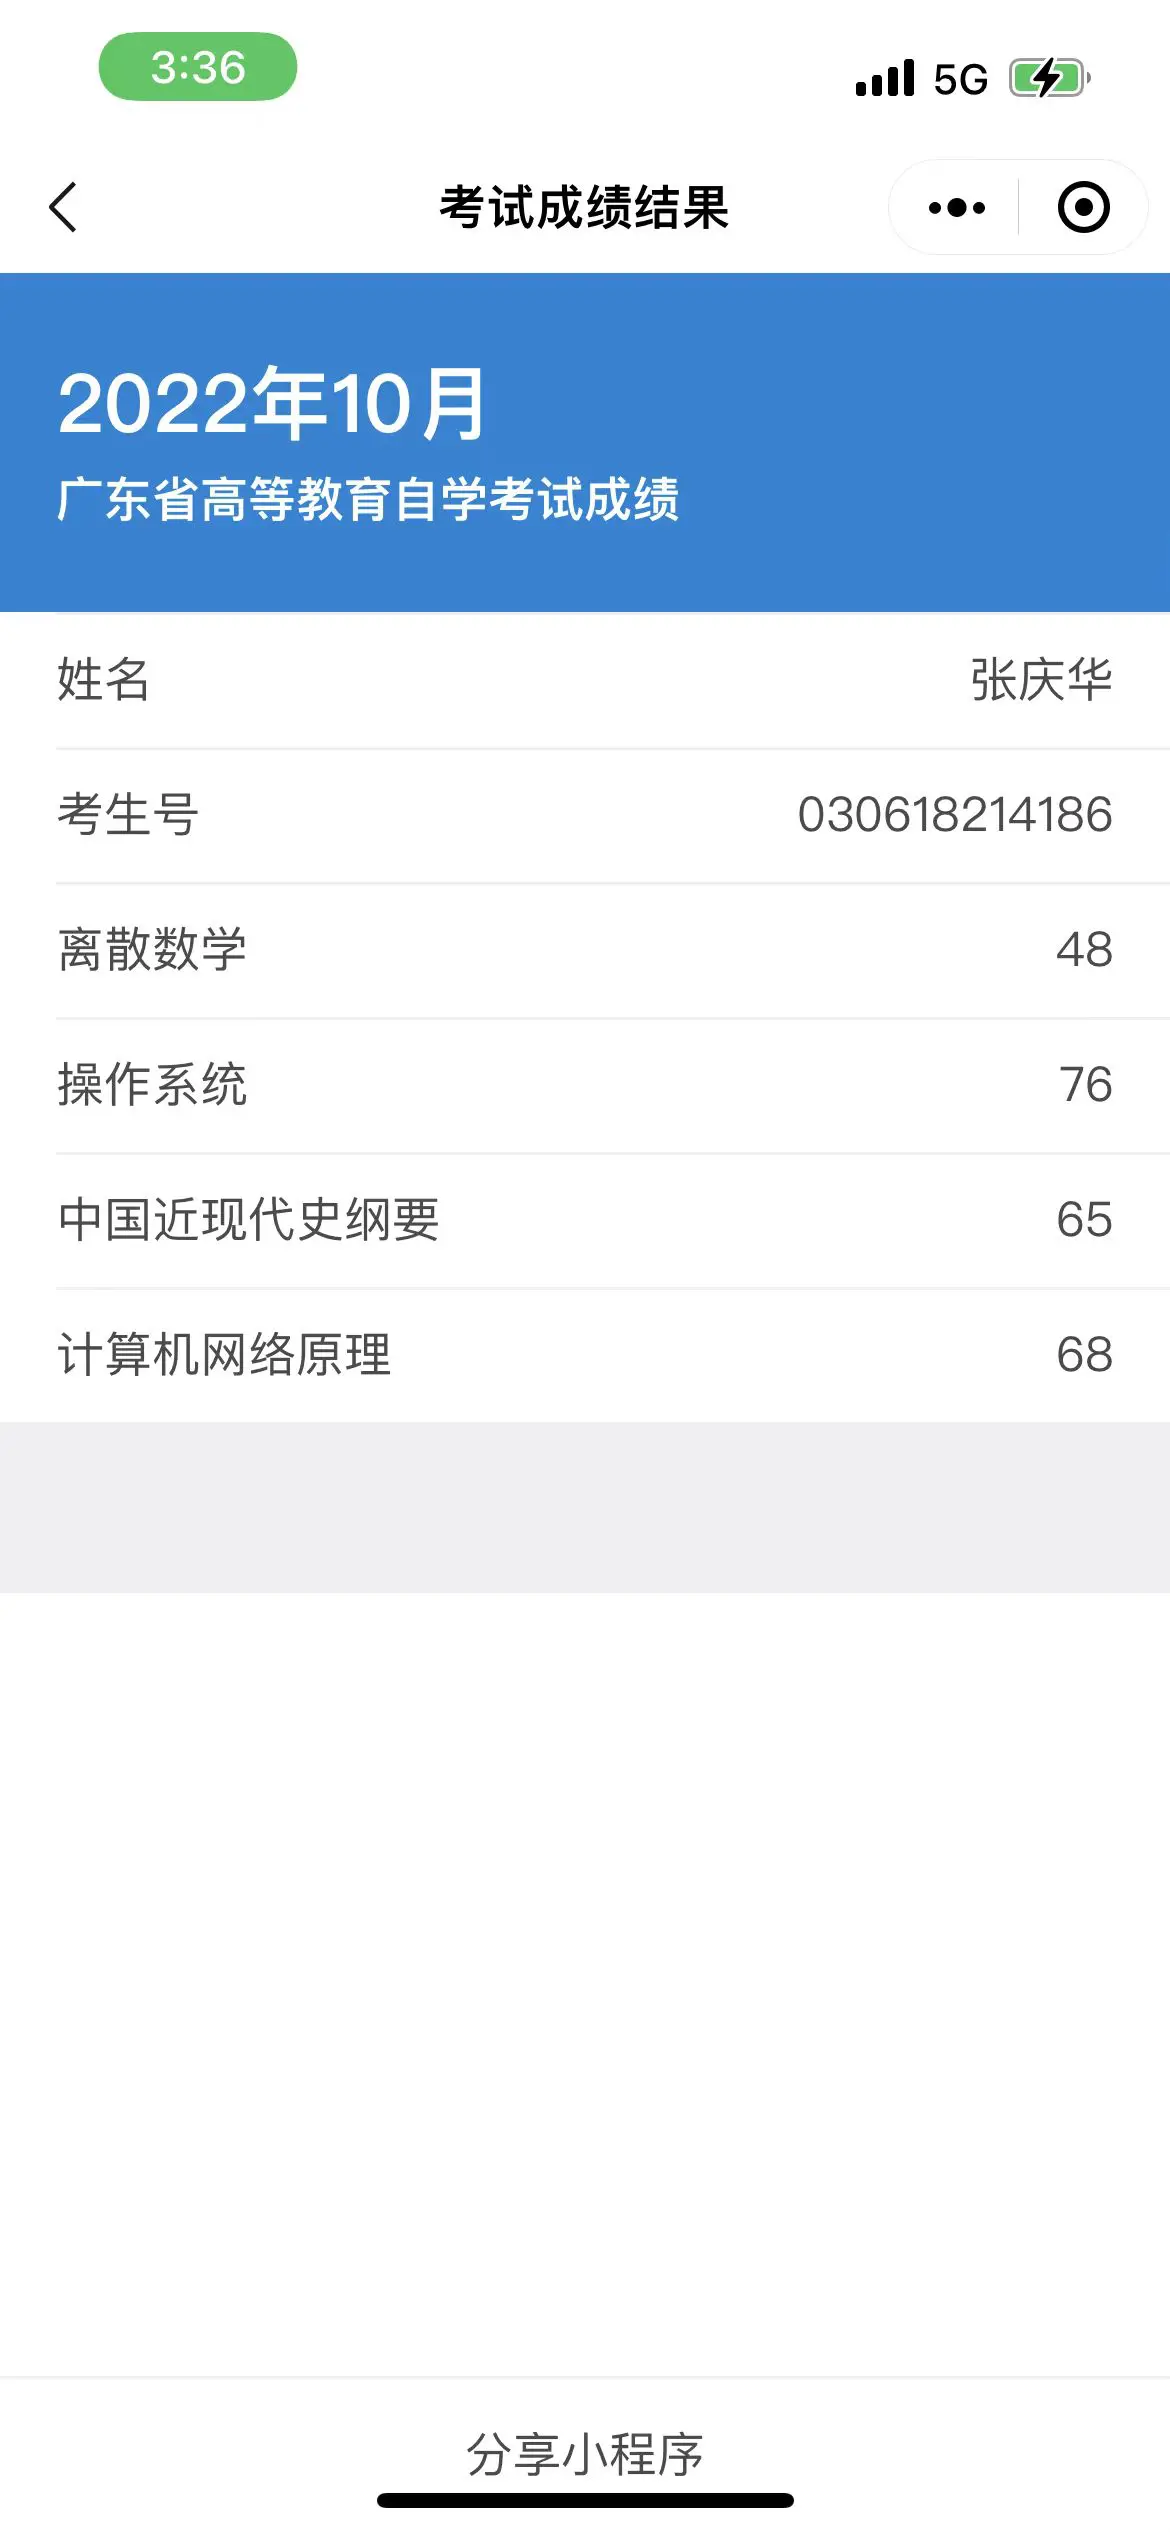 3:36
5G
考试成绩结果
2022年10月
广东省高等教育自学考试成绩
姓名 张庆华
考生号 030618214186
离散数学 48
操作系统 76
中国近现代史纲要 65
计算机网络原理 68
分享小程序